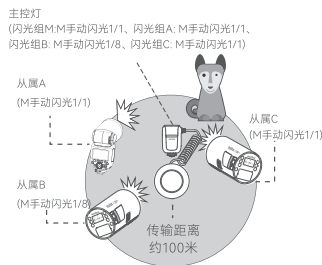 主控灯
(闪光组M:M手动闪光1/1、闪光组A: M手动闪光1/1、
闪光组B: M手动闪光1/8、闪光组C: M手动闪光1/1)
从属A
(M手动闪光1/1)
从属C
(M手动闪光1/1)
从属B
(M手动闪光1/8)
传输距离
约100米